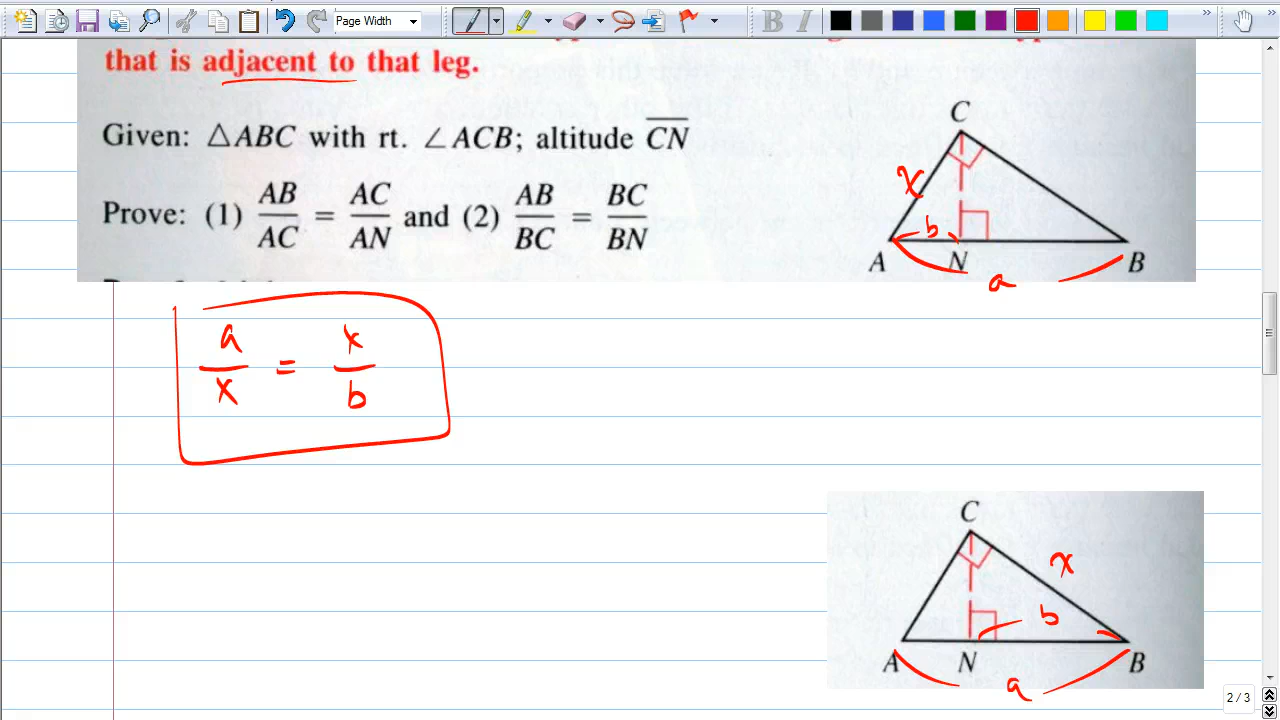 Page Width
B I
that is adjacent to that leg.
Given: △ABC with rt. ∠ACB; altitude CN
Prove: (1) AB/AC = AC/AN and (2) AB/BC = BC/BN
C
x
b
A N B
a
a/x = x/b
C
x
b
A N B
a
2 / 3